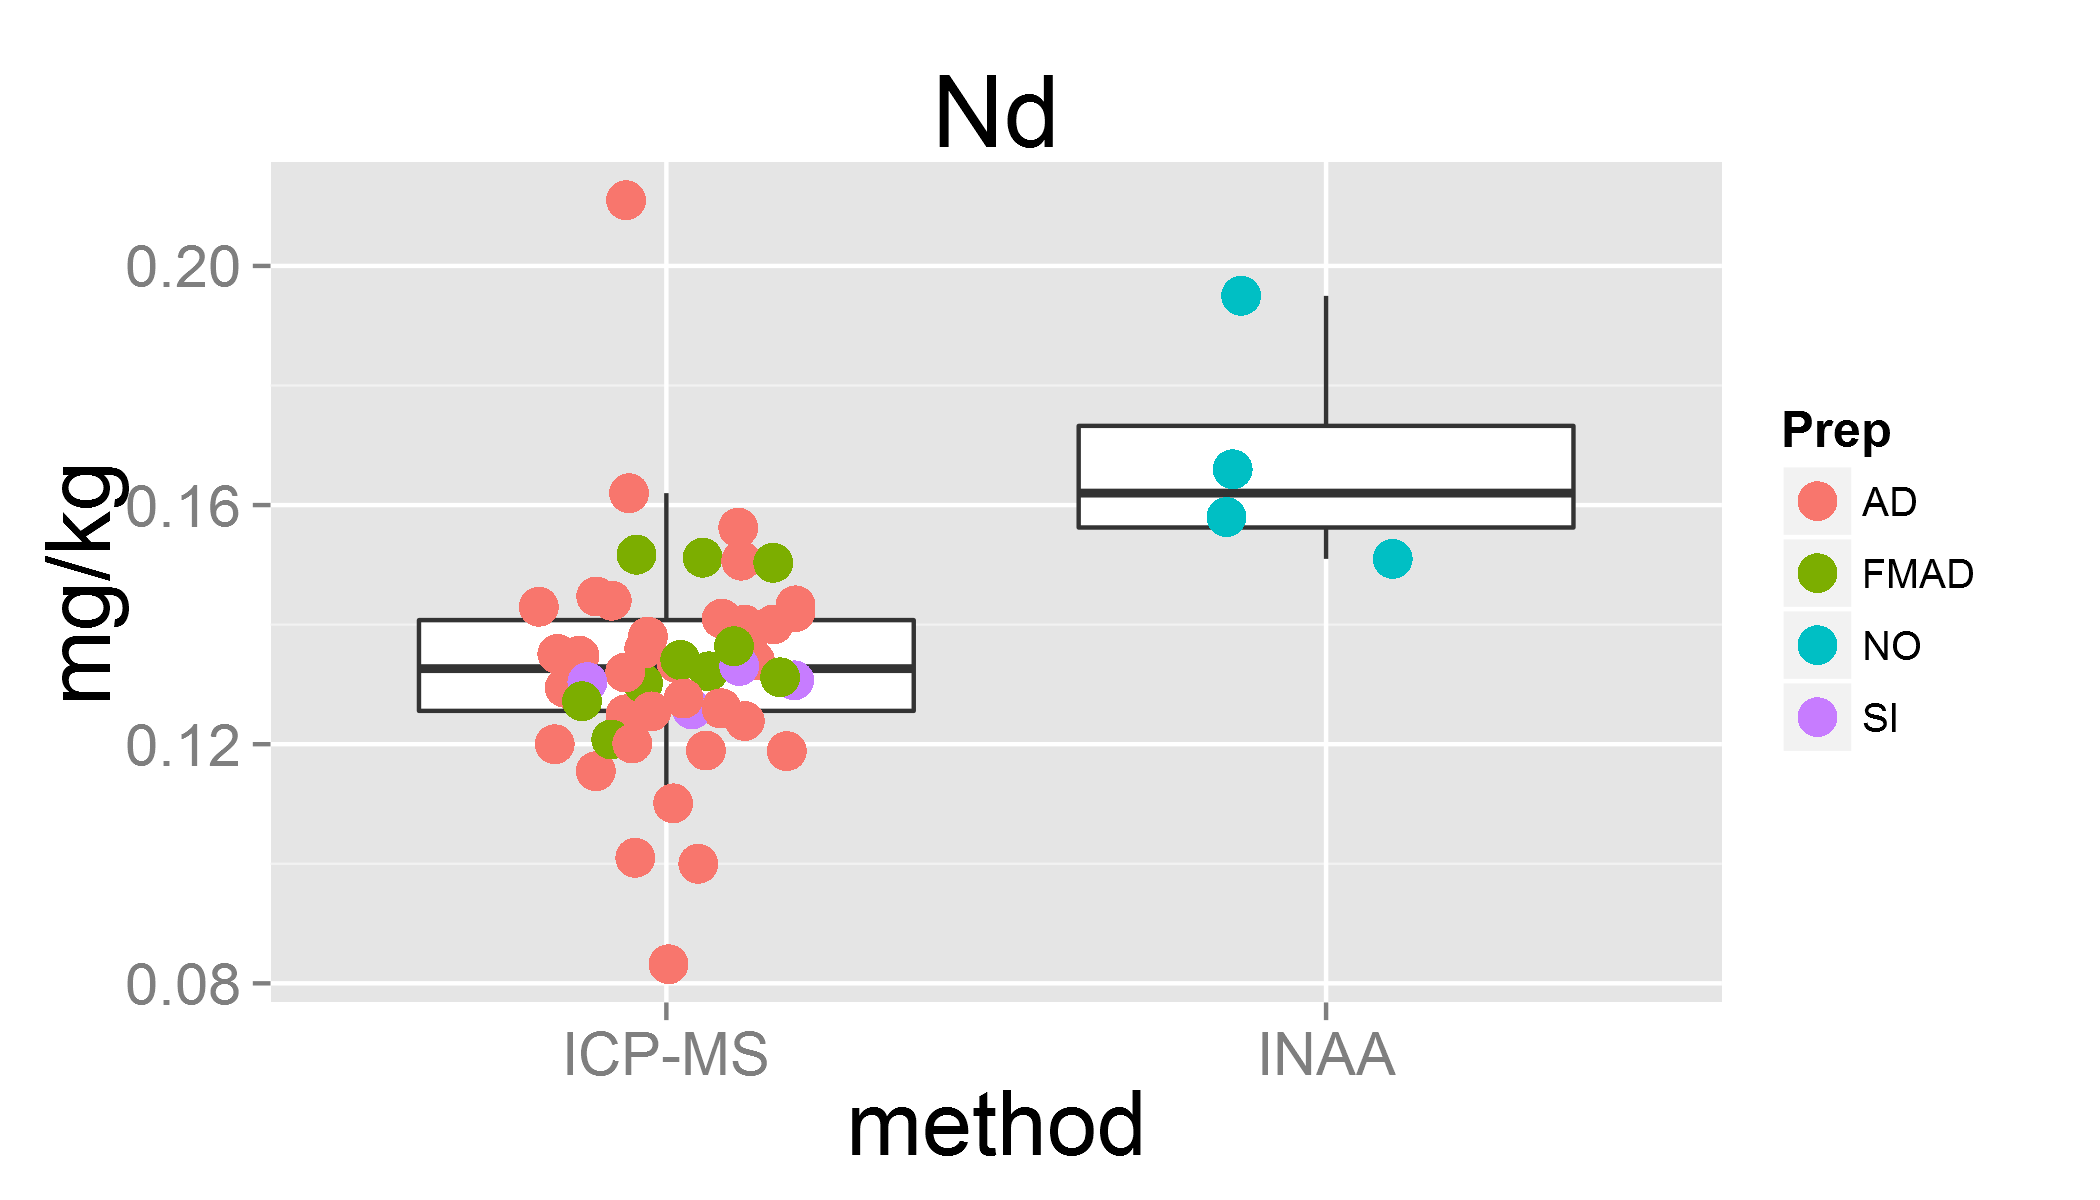 Nd
mg/kg
0.20
0.16
0.12
0.08
ICP-MS
INAA
method
Prep
AD
FMAD
NO
SI